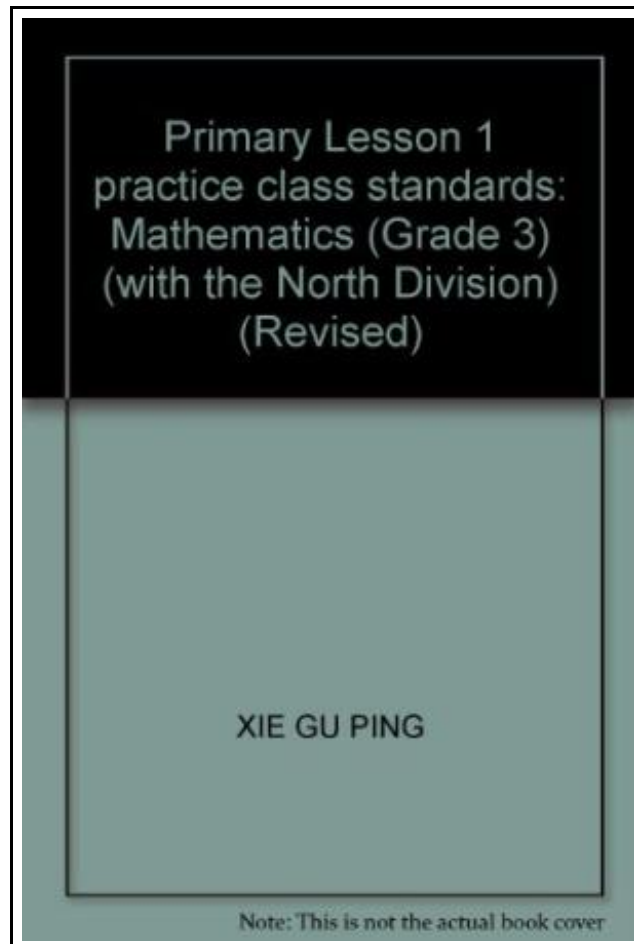 Primary Lesson 1
practice class standards:
Mathematics (Grade 3)
(with the North Division)
(Revised)
XIE GU PING
Note: This is not the actual book cover